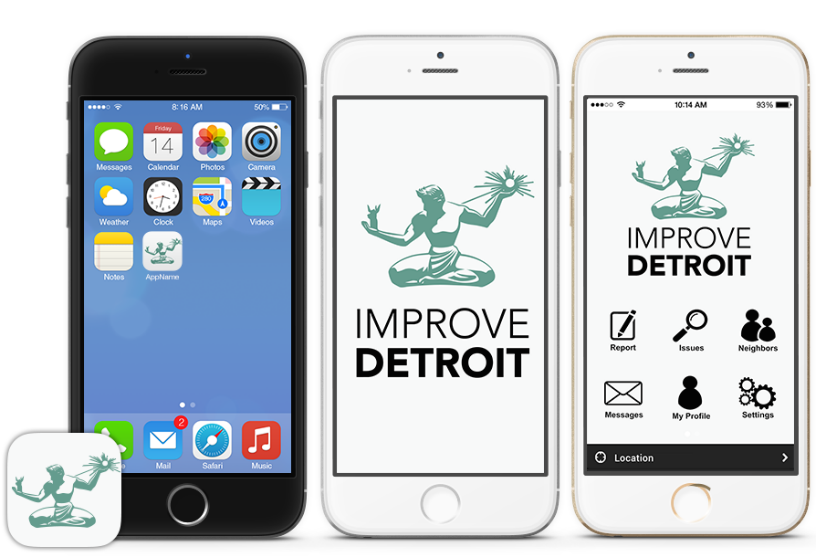 8:16 AM
50%
Friday
14
Messages
Calendar
Photos
Camera
280
Weather
Clock
Maps
Videos
Notes
AppName
2
Mail
Safari
Music
IMPROVE
DETROIT
10:14 AM
93%
IMPROVE
DETROIT
Report
Issues
Neighbors
Messages
My Profile
Settings
Location